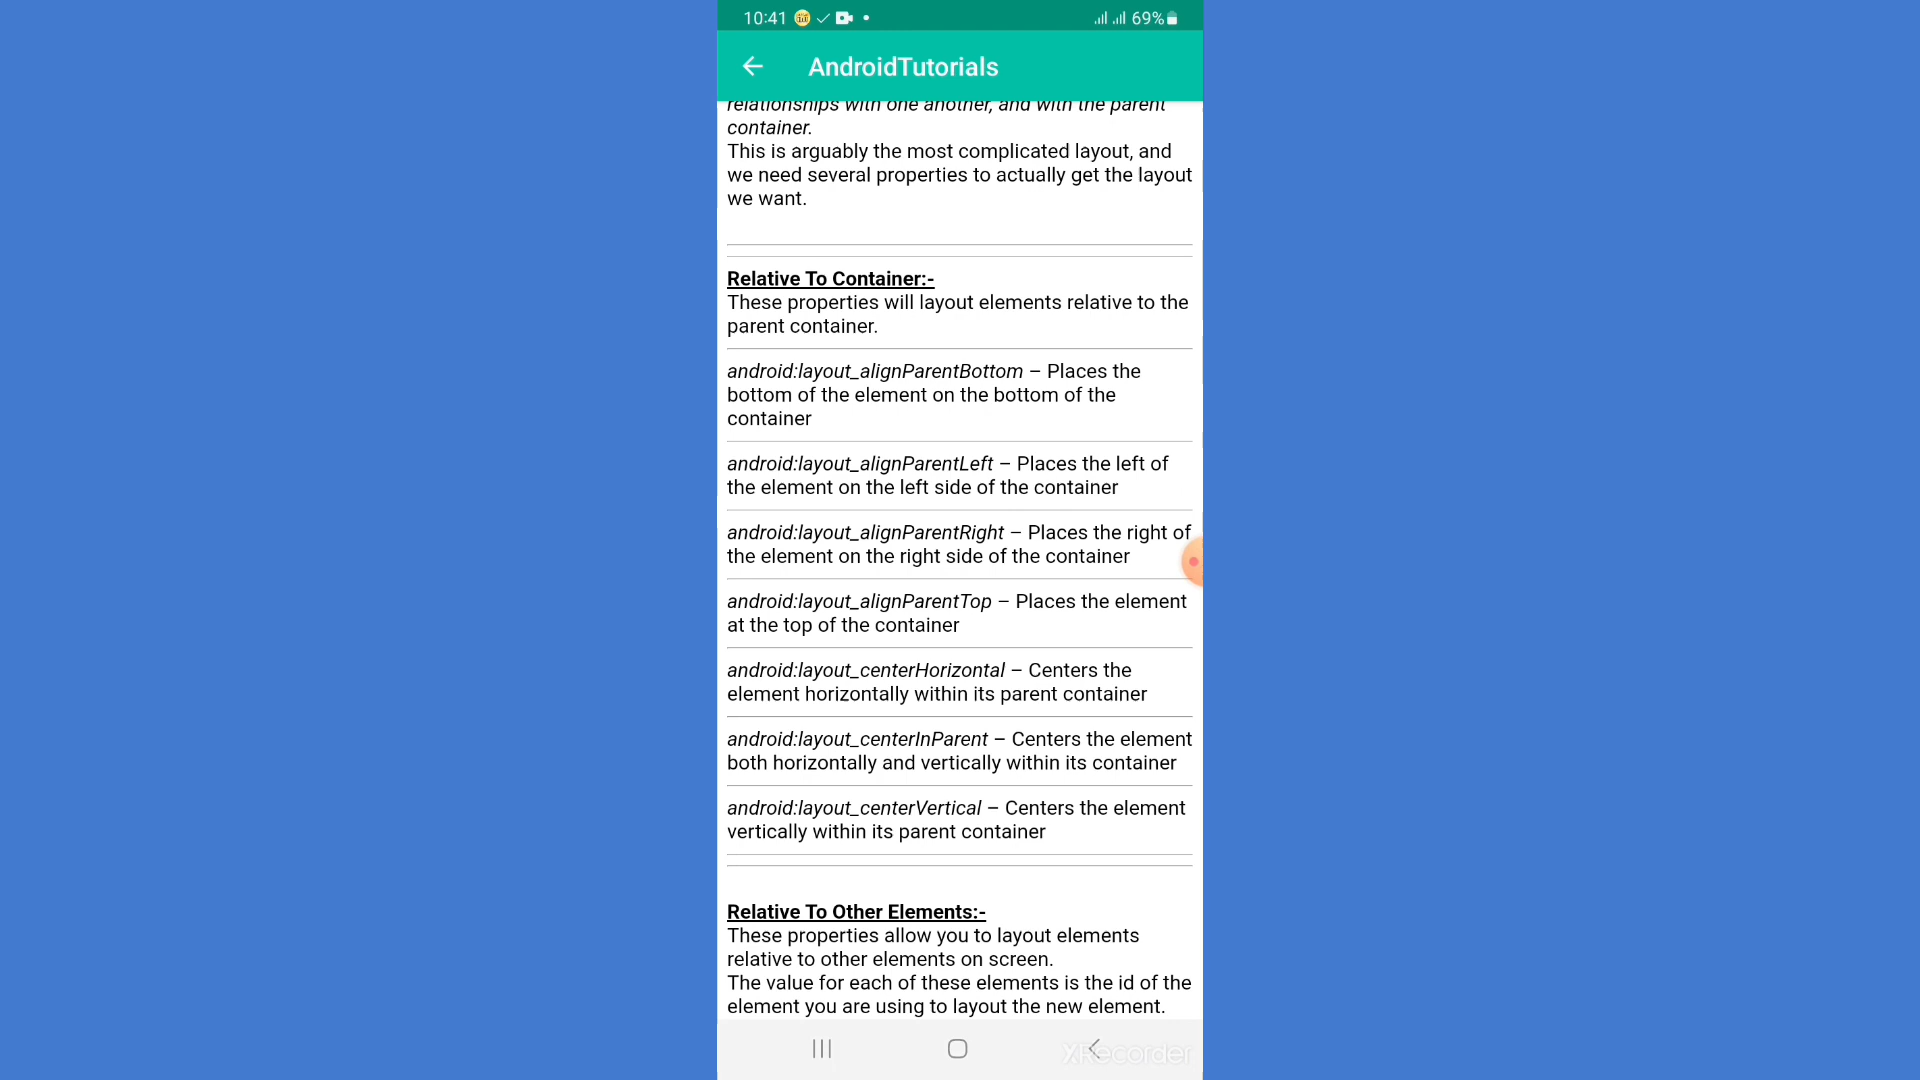 10:41
69%
AndroidTutorials
relationships with one another, and with the parent
container.
This is arguably the most complicated layout, and
we need several properties to actually get the layout
we want.
Relative To Container:-
These properties will layout elements relative to the
parent container.
android:layout_alignParentBottom – Places the
bottom of the element on the bottom of the
container
android:layout_alignParentLeft – Places the left of
the element on the left side of the container
android:layout_alignParentRight – Places the right of
the element on the right side of the container
android:layout_alignParentTop – Places the element
at the top of the container
android:layout_centerHorizontal – Centers the
element horizontally within its parent container
android:layout_centerInParent – Centers the element
both horizontally and vertically within its container
android:layout_centerVertical – Centers the element
vertically within its parent container
Relative To Other Elements:-
These properties allow you to layout elements
relative to other elements on screen.
The value for each of these elements is the id of the
element you are using to layout the new element.
XRecorder